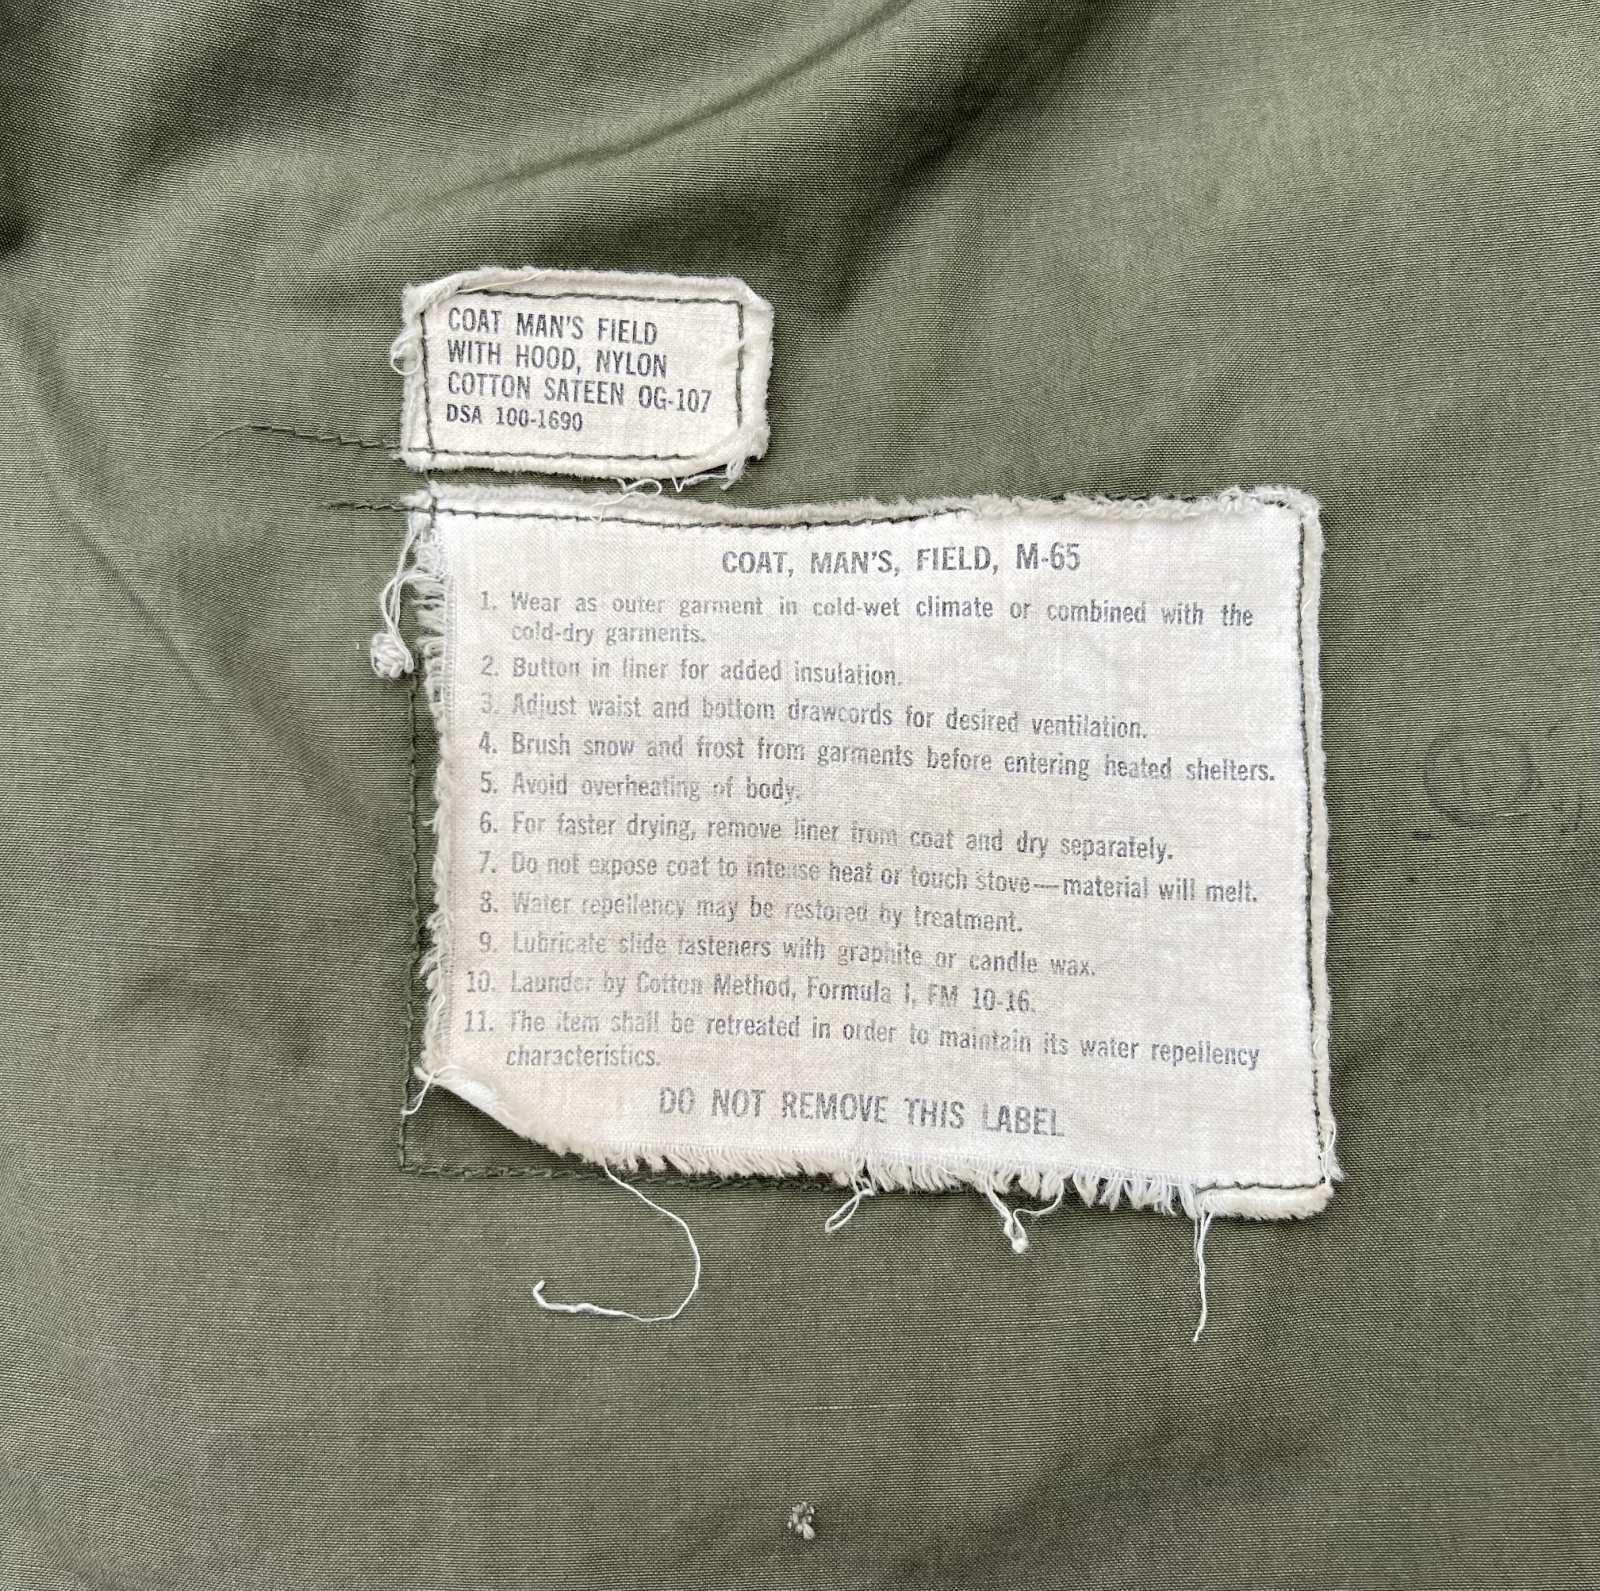 COAT MAN'S FIELD
WITH HOOD, NYLON
COTTON SATEEN OG-107
DSA 100-1690
COAT, MAN'S, FIELD, M-65
1. Wear as outer garment in cold-wet climate or combined with the
cold-dry garments.
2. Button in liner for added insulation.
3. Adjust waist and bottom drawcords for desired ventilation.
4. Brush snow and frost from garments before entering heated shelters.
5. Avoid overheating of body.
6. For faster drying, remove liner from coat and dry separately.
7. Do not expose coat to intense heat or touch stove—material will melt.
8. Water repellency may be restored by treatment.
9. Lubricate slide fasteners with graphite or candle wax.
10. Launder by Cotton Method, Formula I, FM 10-16.
11. The item shall be retreated in order to maintain its water repellency
characteristics.
DO NOT REMOVE THIS LABEL